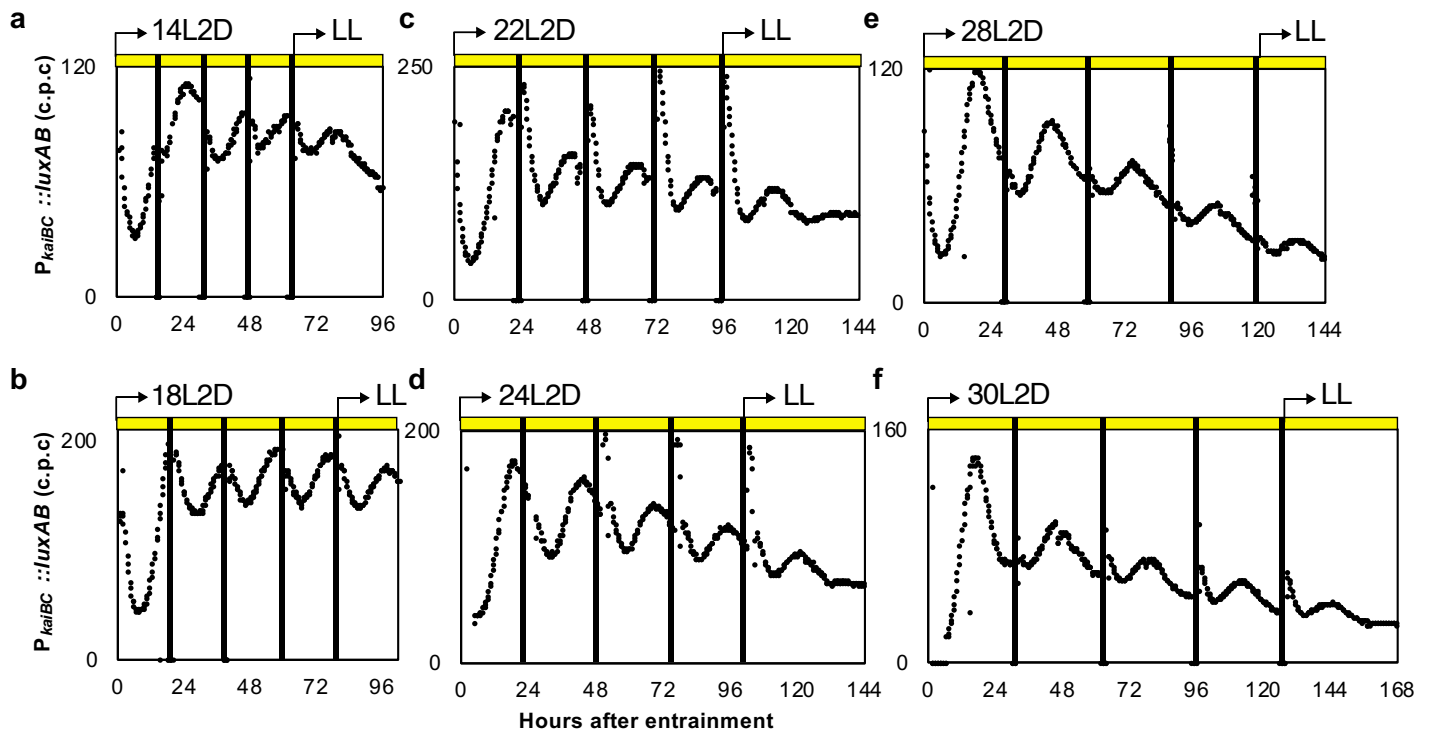 a
14L2D
LL
120
0
0 24 48 72 96
P kaiBC ::luxAB (c.p.c)
c
22L2D
LL
250
0
0 24 48 72 96 120 144
e
28L2D
LL
120
0
0 24 48 72 96 120 144
b
18L2D
LL
200
0
0 24 48 72 96
P kaiBC ::luxAB (c.p.c)
d
24L2D
LL
200
0
0 24 48 72 96 120 144
f
30L2D
LL
160
0
0 24 48 72 96 120 144 168
Hours after entrainment